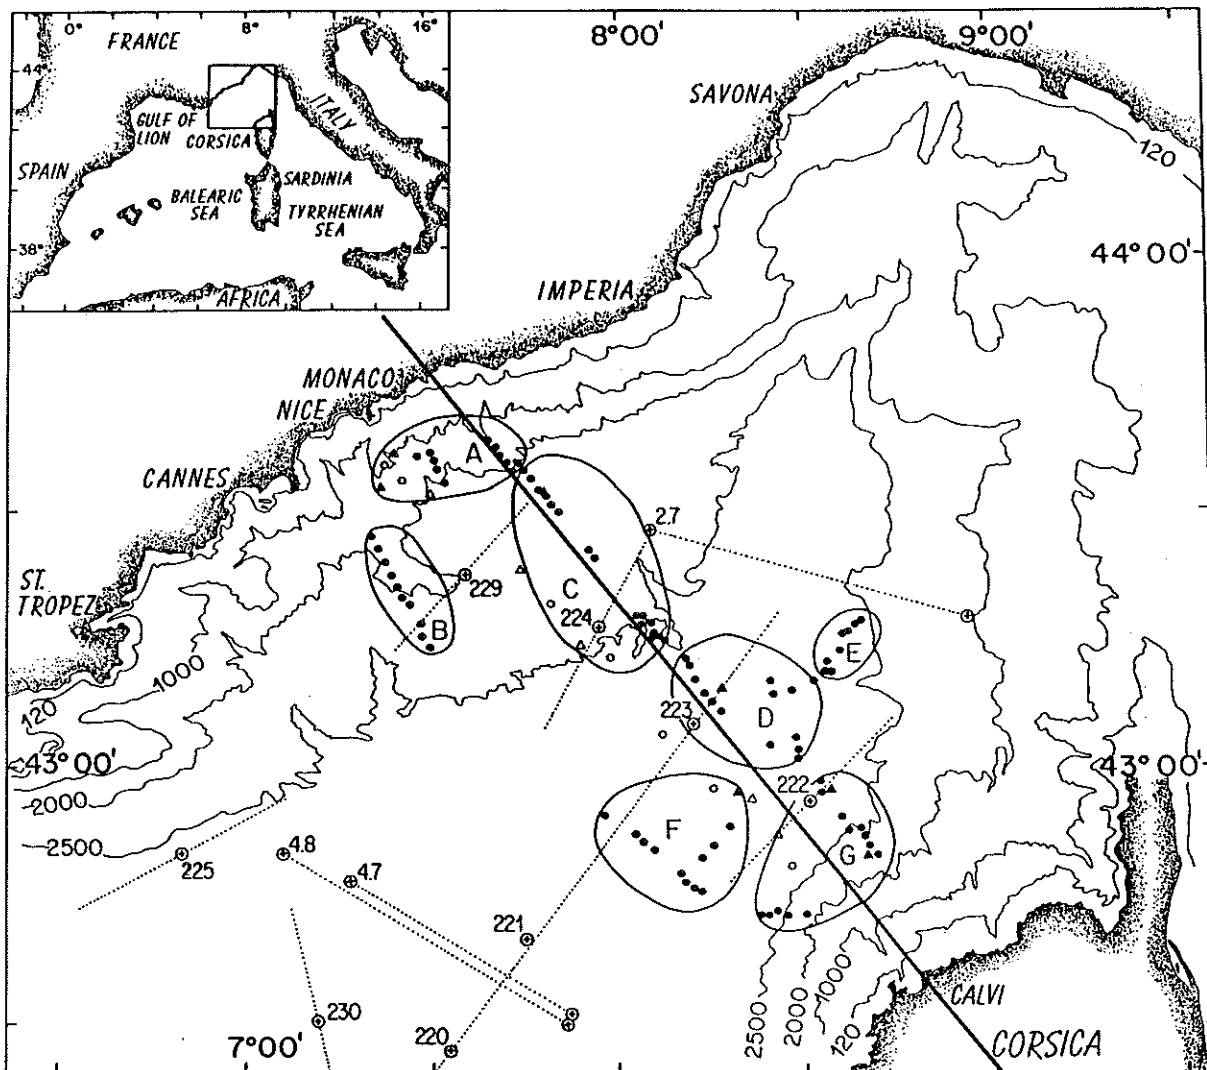 0°
8°
16°
FRANCE
44°
GULF OF
LION
CORSICA
ITALY
SPAIN
SARDINIA
BALEARIC
SEA
TYRRHENIAN
SEA
38°
AFRICA
8°00'
9°00'
SAVONA
120
44°00'
IMPERIA
MONACO
NICE
CANNES
A
2.7
ST.
TROPEZ
229
C
224
B
E
1000
120
223
D
43°00'
43°00'
2000
222
2500
F
G
225
4.8
4.7
221
230
220
7°00'
2500
2000
1000
120
CALVI
CORSICA